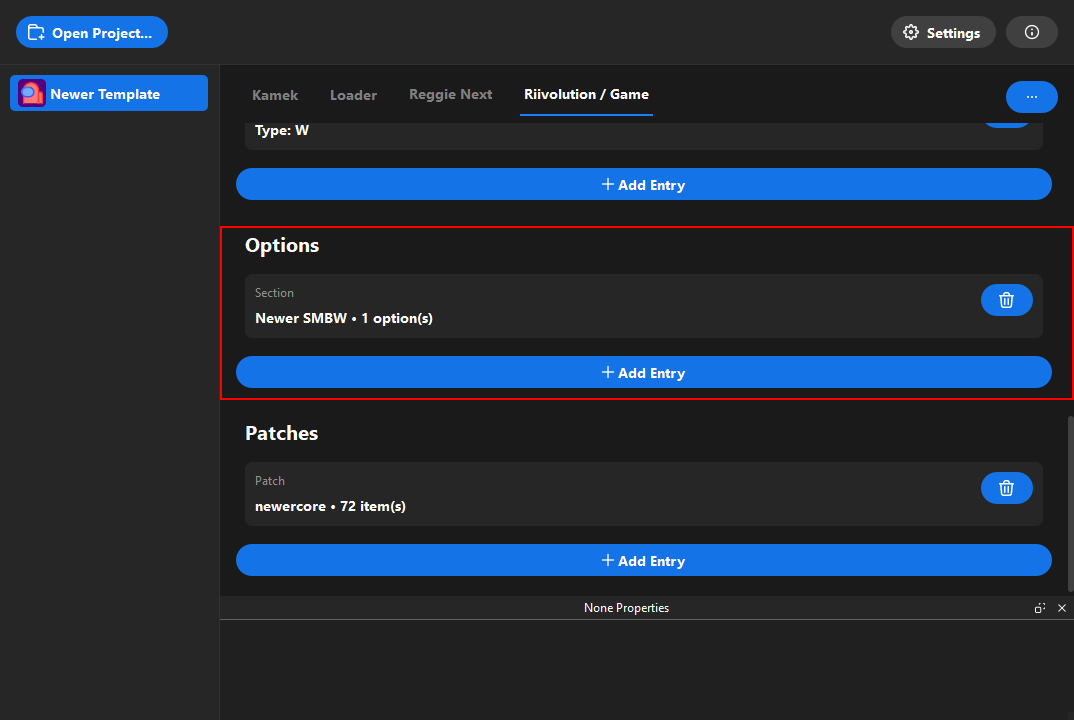 Open Project...
Settings
Newer Template
Kamek
Loader
Reggie Next
Riivolution / Game
...
Type: W
+ Add Entry
Options
Section
Newer SMBW • 1 option(s)
+ Add Entry
Patches
Patch
newercore • 72 item(s)
+ Add Entry
None Properties